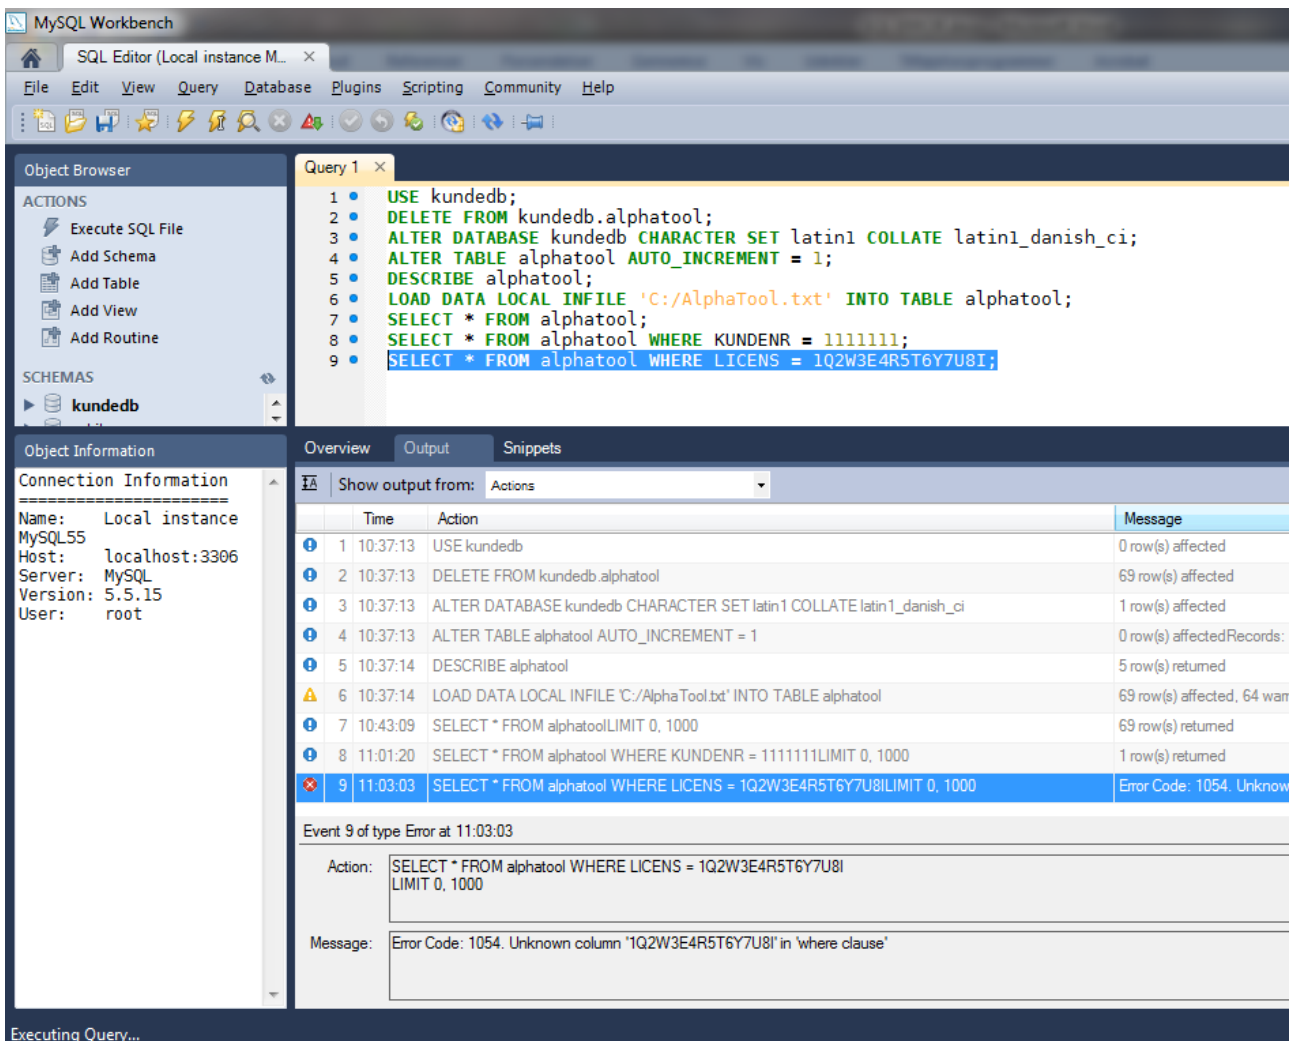 MySQL Workbench
SQL Editor (Local instance M...
File Edit View Query Database Plugins Scripting Community Help
Object Browser
ACTIONS
Execute SQL File
Add Schema
Add Table
Add View
Add Routine
SCHEMAS
kundedb
Query 1
1 USE kundedb;
2 DELETE FROM kundedb.alphatool;
3 ALTER DATABASE kundedb CHARACTER SET latin1 COLLATE latin1_danish_ci;
4 ALTER TABLE alphatool AUTO_INCREMENT = 1;
5 DESCRIBE alphatool;
6 LOAD DATA LOCAL INFILE 'C:/AlphaTool.txt' INTO TABLE alphatool;
7 SELECT * FROM alphatool;
8 SELECT * FROM alphatool WHERE KUNDENR = 1111111;
9 SELECT * FROM alphatool WHERE LICENS = 1Q2W3E4R5T6Y7U8I;
Object Information
Connection Information
======================
Name: Local instance
MySQL55
Host: localhost:3306
Server: MySQL
Version: 5.5.15
User: root
Overview Output Snippets
Show output from: Actions
Time Action Message
1 10:37:13 USE kundedb 0 row(s) affected
2 10:37:13 DELETE FROM kundedb.alphatool 69 row(s) affected
3 10:37:13 ALTER DATABASE kundedb CHARACTER SET latin1 COLLATE latin1_danish_ci 1 row(s) affected
4 10:37:13 ALTER TABLE alphatool AUTO_INCREMENT = 1 0 row(s) affectedRecords:
5 10:37:14 DESCRIBE alphatool 5 row(s) returned
6 10:37:14 LOAD DATA LOCAL INFILE 'C:/AlphaTool.txt' INTO TABLE alphatool 69 row(s) affected, 64 warn
7 10:43:09 SELECT * FROM alphatoolLIMIT 0, 1000 69 row(s) returned
8 11:01:20 SELECT * FROM alphatool WHERE KUNDENR = 1111111LIMIT 0, 1000 1 row(s) returned
9 11:03:03 SELECT * FROM alphatool WHERE LICENS = 1Q2W3E4R5T6Y7U8ILIMIT 0, 1000 Error Code: 1054. Unknow
Event 9 of type Error at 11:03:03
Action: SELECT * FROM alphatool WHERE LICENS = 1Q2W3E4R5T6Y7U8I
LIMIT 0, 1000
Message: Error Code: 1054. Unknown column '1Q2W3E4R5T6Y7U8I' in 'where clause'
Executing Query...